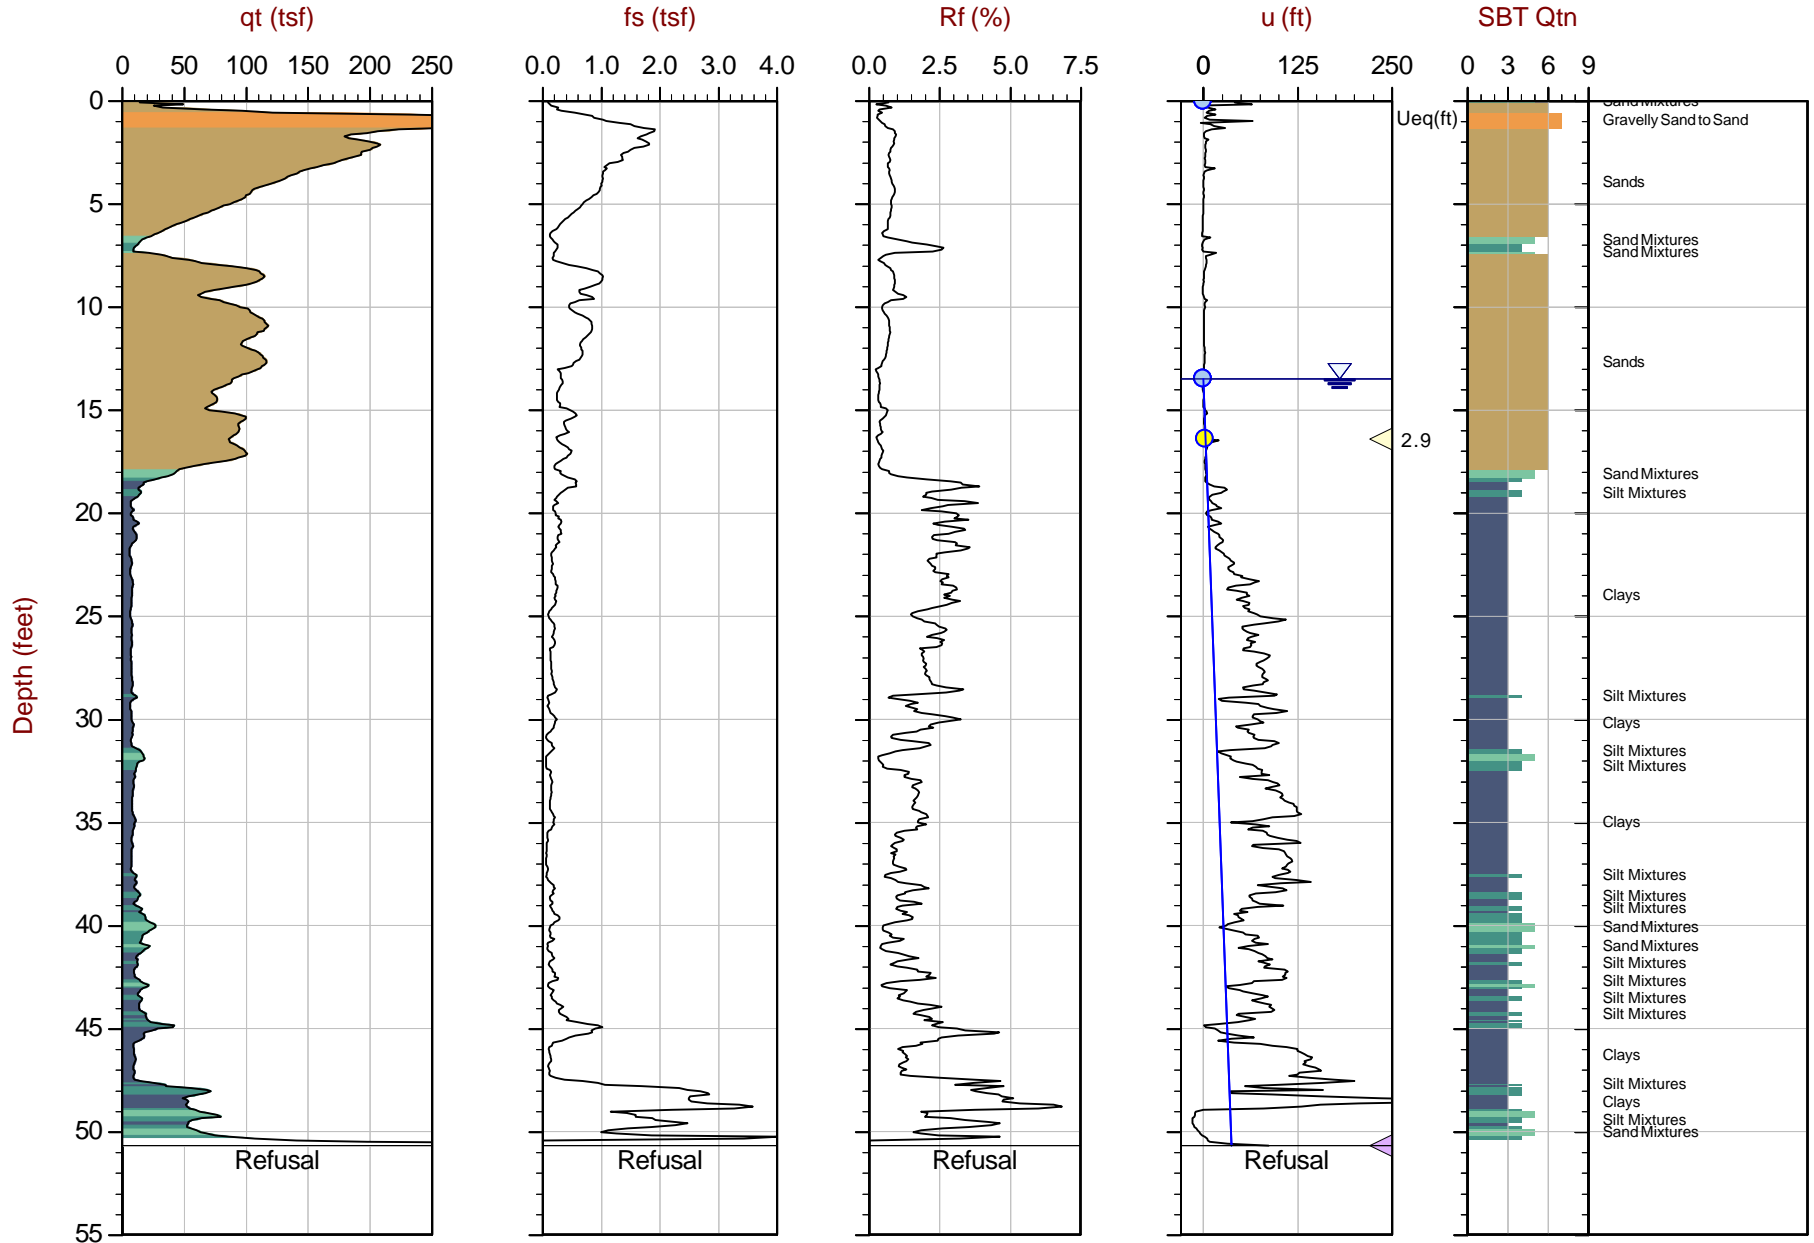 qt (tsf) fs (tsf) Rf (%) u (ft) SBT Qtn
0 50 100 150 200 250 0.0 1.0 2.0 3.0 4.0 0.0 2.5 5.0 7.5 0 125 250 0 3 6 9
Depth (feet)
0
5
10
15
20
25
30
35
40
45
50
55
Ueq(ft)
2.9
Refusal Refusal Refusal Refusal
Sand Mixtures
Gravelly Sand to Sand
Sands
Sand Mixtures
Sand Mixtures
Sands
Sand Mixtures
Silt Mixtures
Clays
Silt Mixtures
Clays
Silt Mixtures
Silt Mixtures
Clays
Silt Mixtures
Silt Mixtures
Silt Mixtures
Sand Mixtures
Sand Mixtures
Silt Mixtures
Silt Mixtures
Silt Mixtures
Silt Mixtures
Clays
Silt Mixtures
Clays
Silt Mixtures
Sand Mixtures